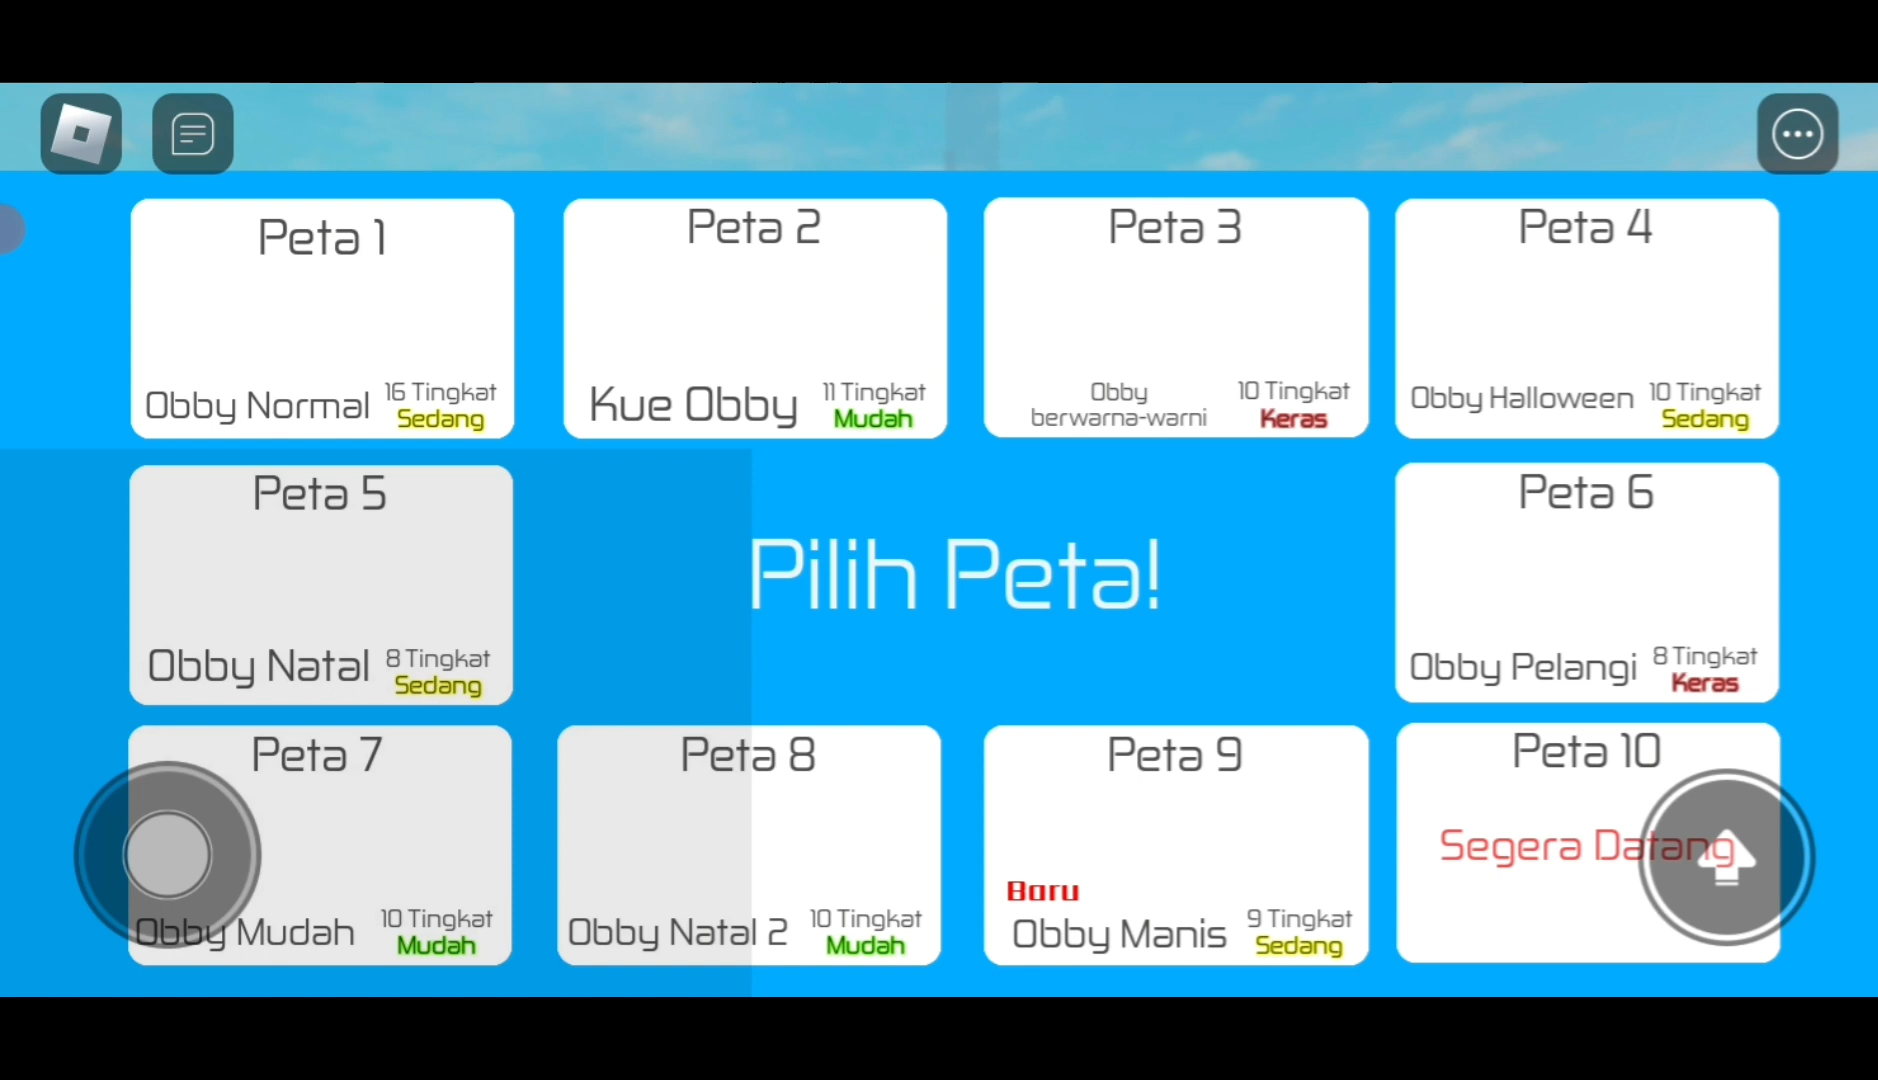 Peta 1
Obby Normal
16 Tingkat
Sedang
Peta 2
Kue Obby
11 Tingkat
Mudah
Peta 3
Obby
berwarna-warni
10 Tingkat
Keras
Peta 4
Obby Halloween
10 Tingkat
Sedang
Peta 5
Obby Natal
8 Tingkat
Sedang
Pilih Peta!
Peta 6
Obby Pelangi
8 Tingkat
Keras
Peta 7
Obby Mudah
10 Tingkat
Mudah
Peta 8
Obby Natal 2
10 Tingkat
Mudah
Peta 9
Baru
Obby Manis
9 Tingkat
Sedang
Peta 10
Segera Datang